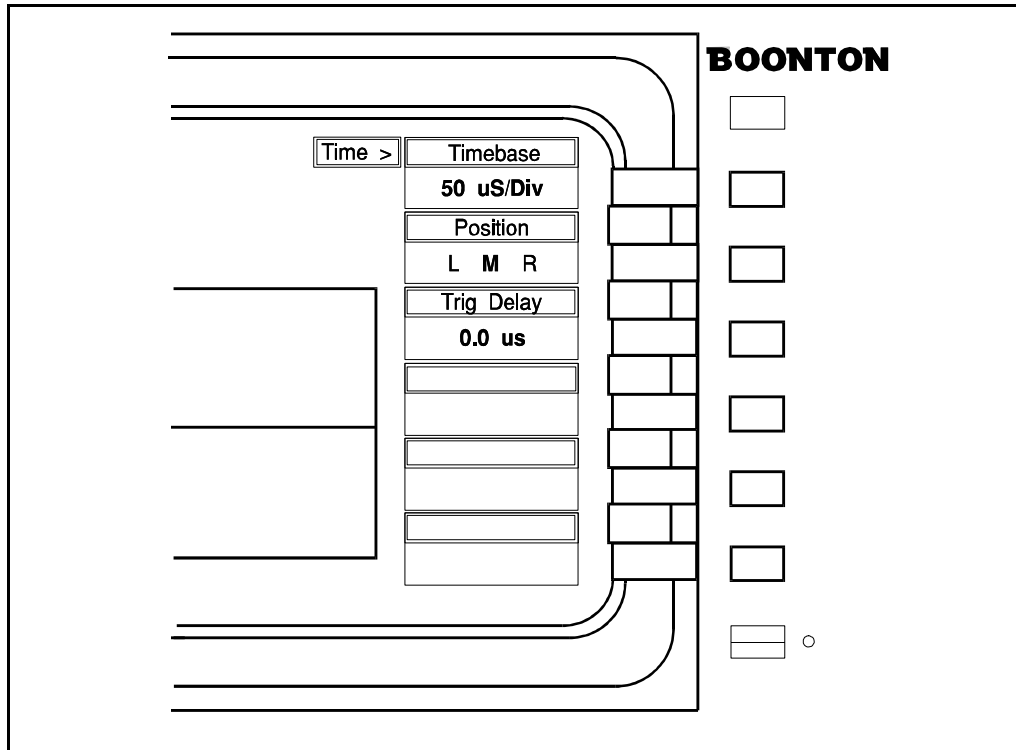 BOONTON
Time >
Timebase
50 uS/Div
Position
L M R
Trig Delay
0.0 us